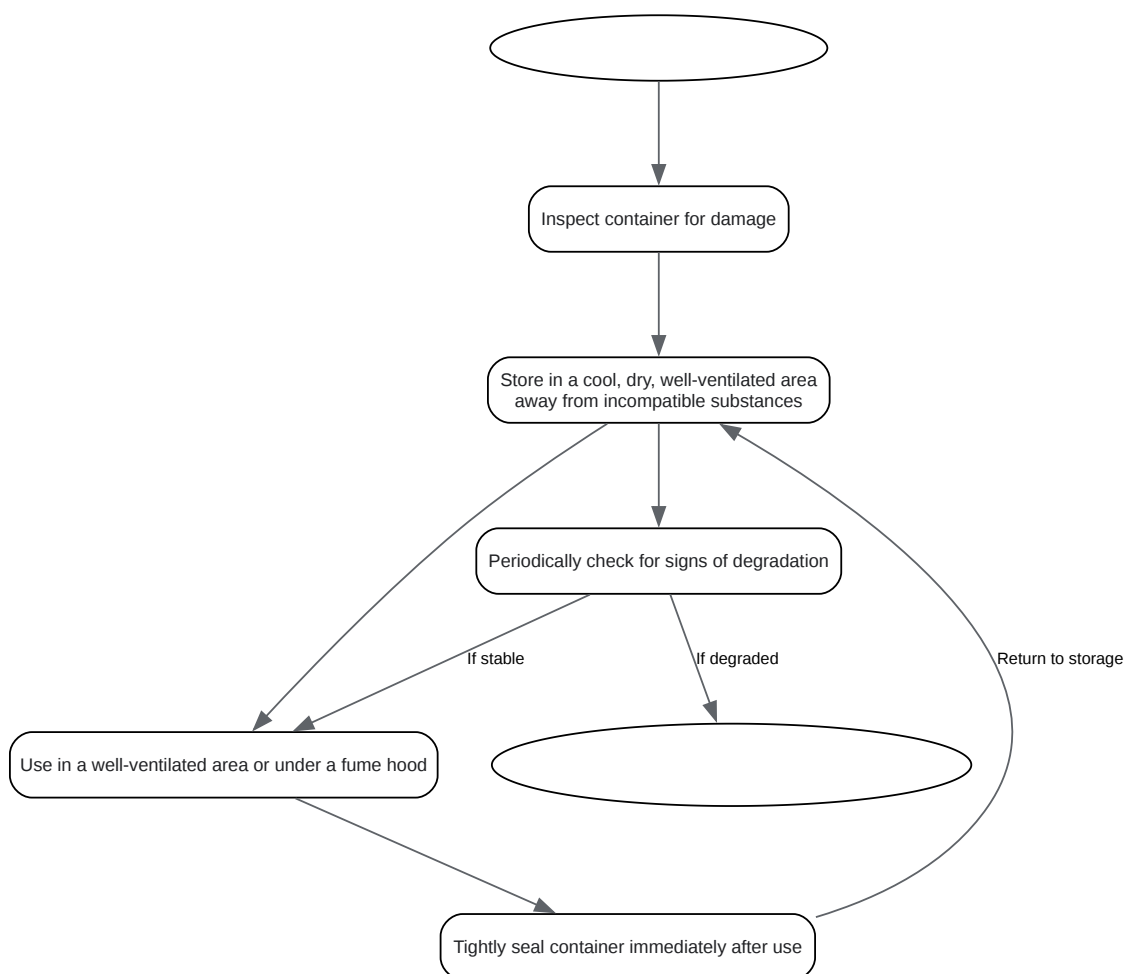 Inspect container for damage
Store in a cool, dry, well-ventilated area
away from incompatible substances
Periodically check for signs of degradation
If stable
If degraded
Return to storage
Use in a well-ventilated area or under a fume hood
Tightly seal container immediately after use